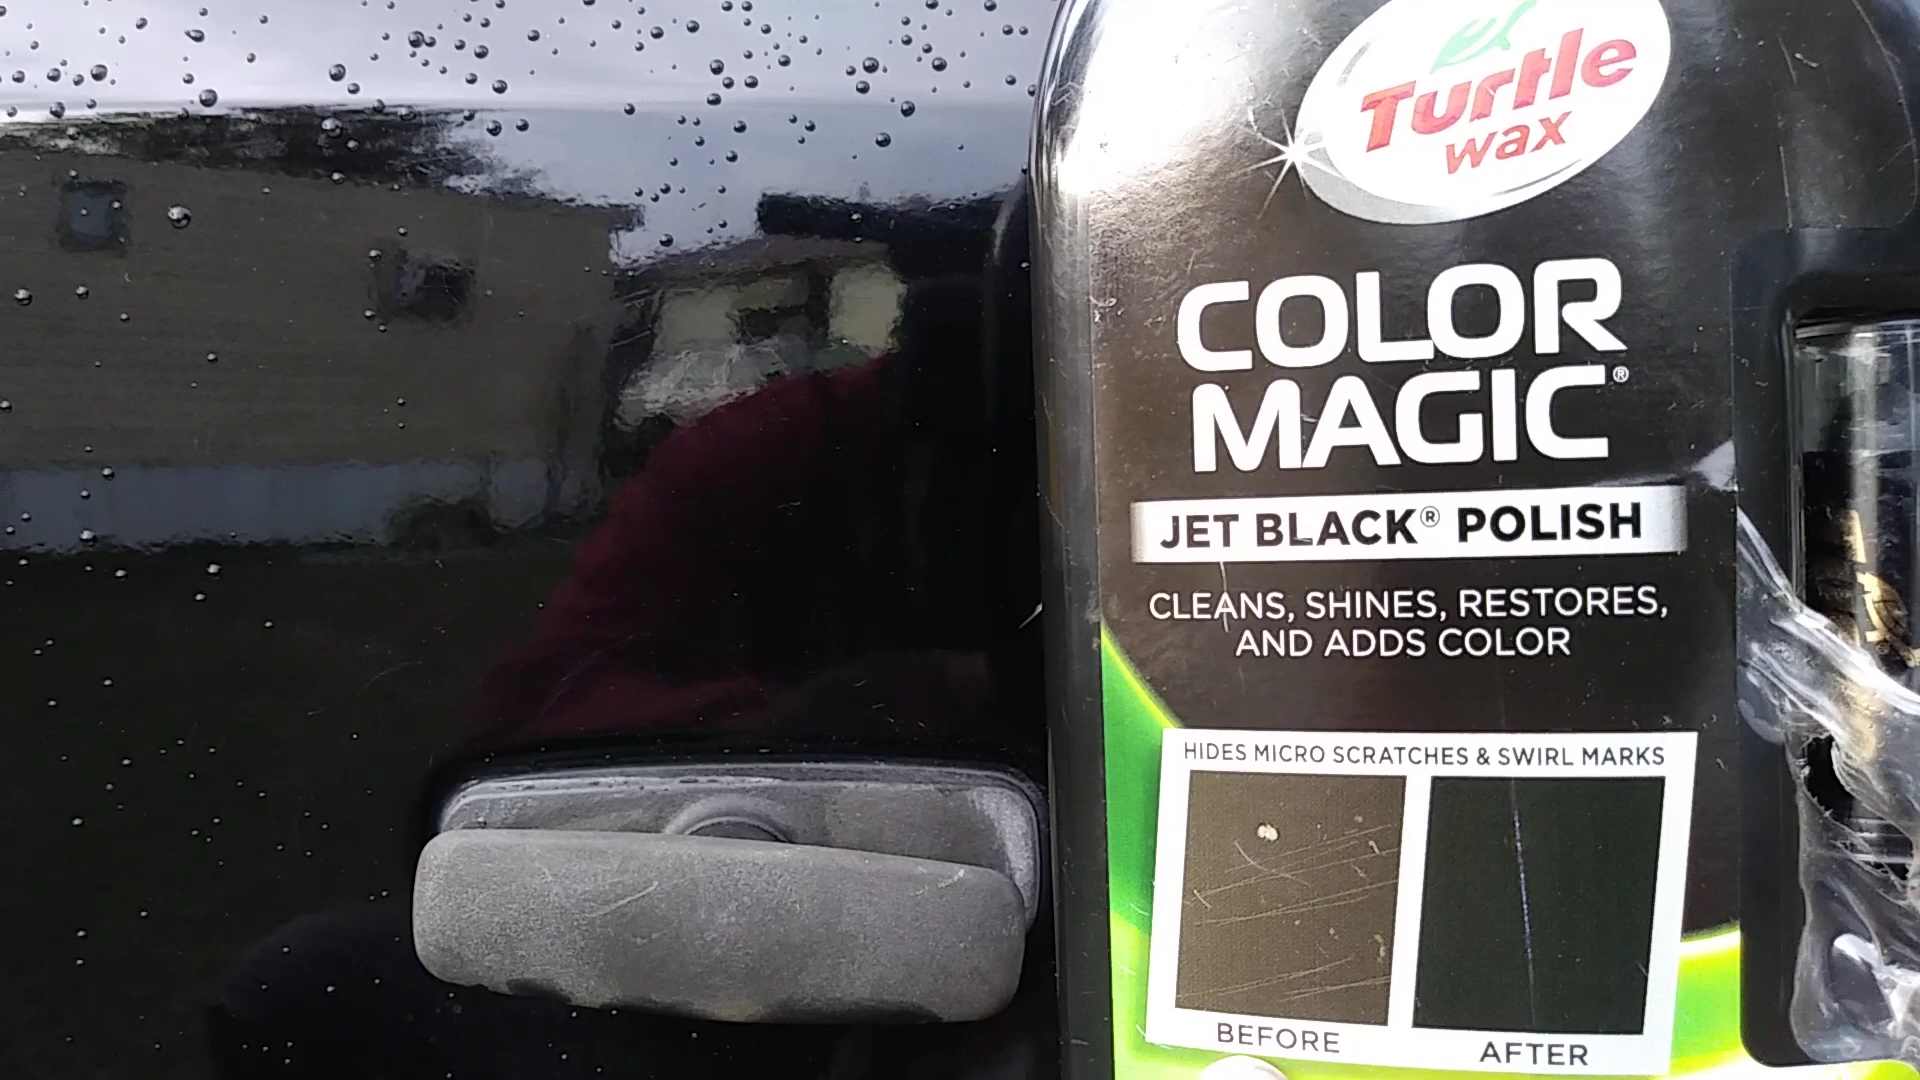 Turtle
wax
COLOR
MAGIC®
JET BLACK® POLISH
CLEANS, SHINES, RESTORES,
AND ADDS COLOR
HIDES MICRO SCRATCHES & SWIRL MARKS
BEFORE
AFTER